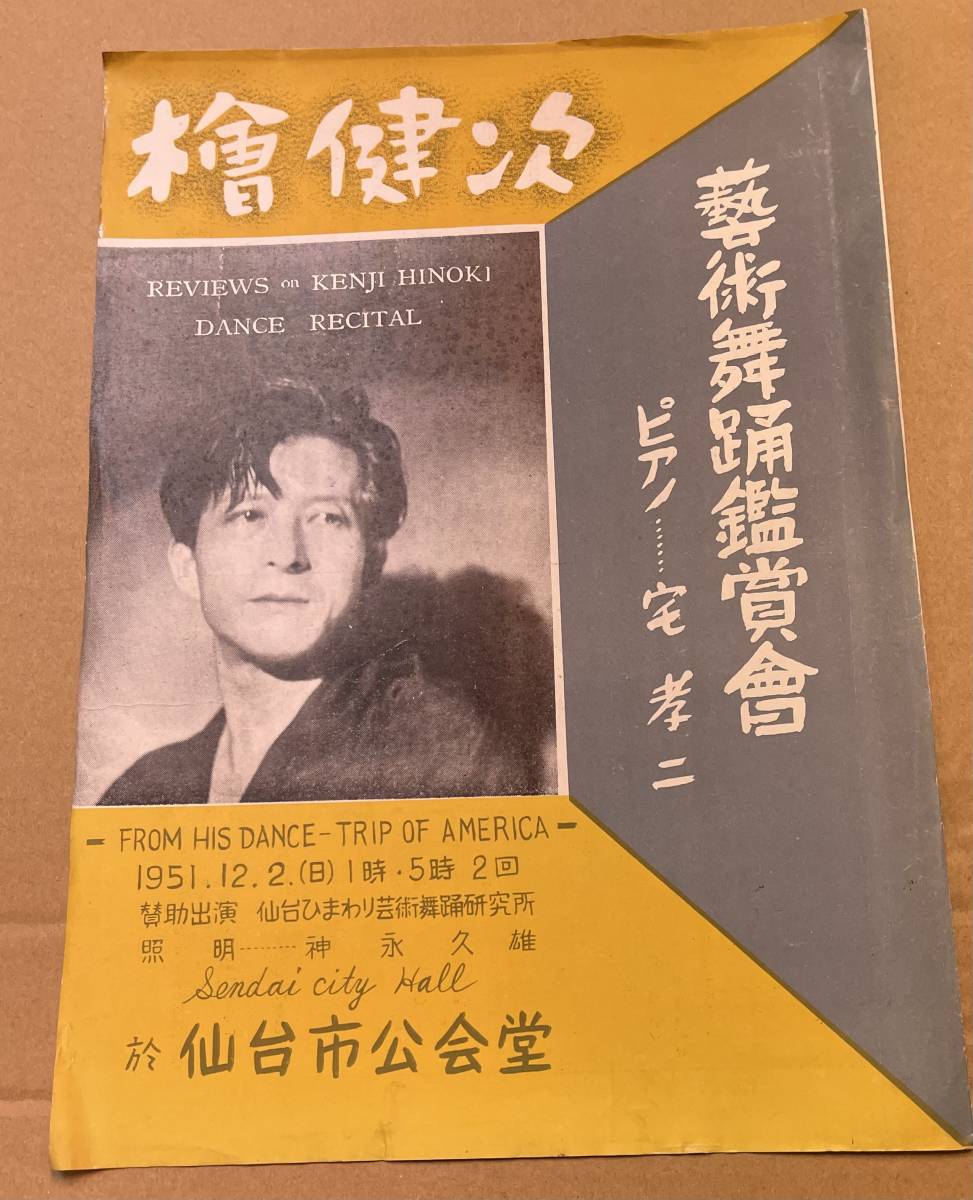 檜健次
藝術舞踊鑑賞會
ピアノ……宅孝二
REVIEWS on KENJI HINOKI
DANCE RECITAL
- FROM HIS DANCE-TRIP OF AMERICA -
1951.12.2.(日)1時・5時 2回
賛助出演 仙台ひまわり芸術舞踊研究所
照 明………神永久雄
Sendai city Hall
於 仙台市公会堂